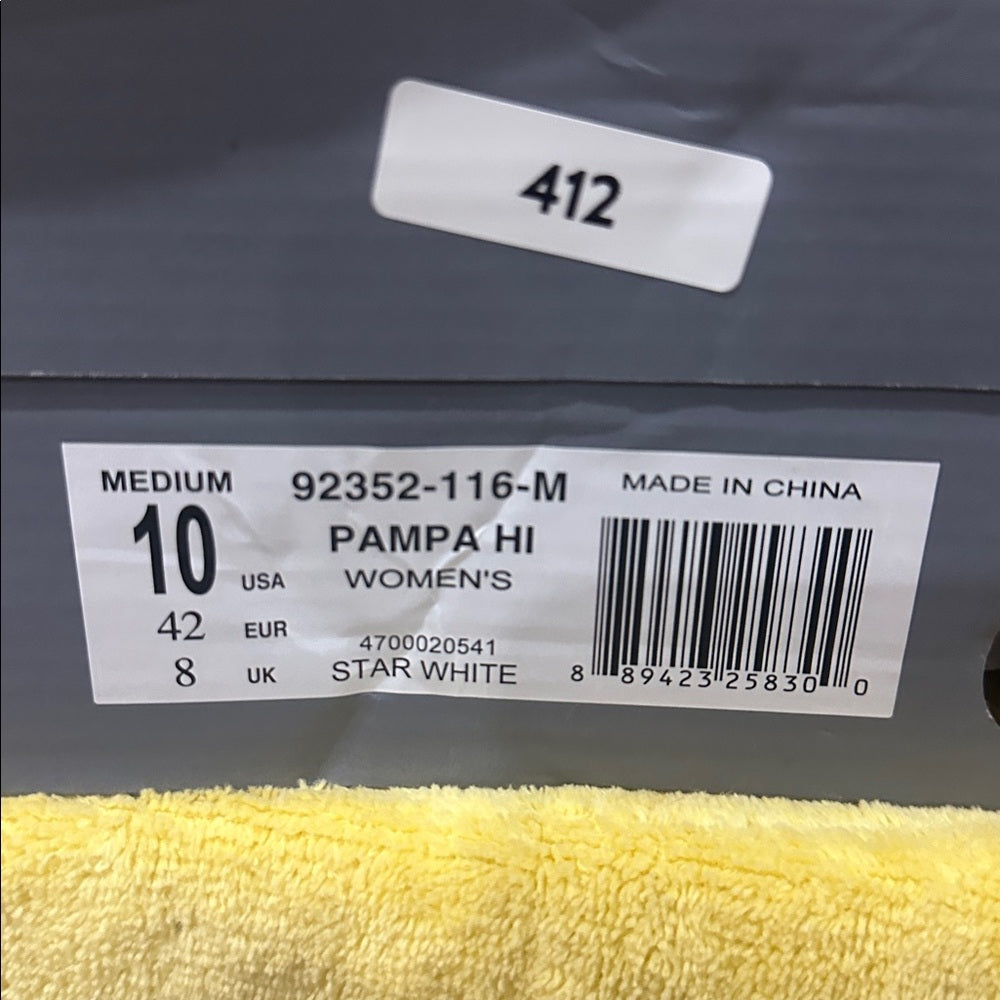 412
MEDIUM
10 USA
42 EUR
8 UK
92352-116-M
PAMPA HI
WOMEN'S
4700020541
STAR WHITE
MADE IN CHINA
8 89423 25830 0